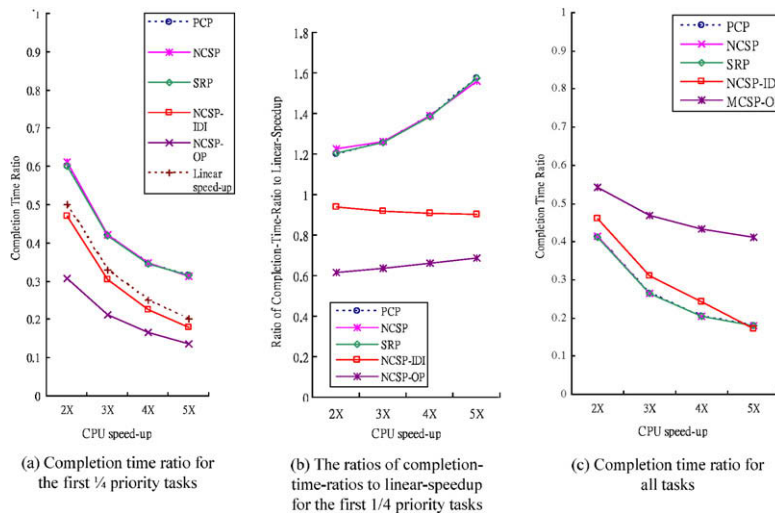 1
0.9
0.8
0.7
0.6
0.5
0.4
0.3
0.2
0.1
0
Completion Time Ratio
2X 3X 4X 5X
CPU speed-up
PCP
NCSP
SRP
NCSP-
IDI
NCSP-
OP
Linear
speed-up
(a) Completion time ratio for
the first ¼ priority tasks
1.8
1.6
1.4
1.2
1
0.8
0.6
0.4
0.2
0
Ratio of Completion-Time-Ratio to Linear-Speedup
PCP
NCSP
SRP
NCSP-IDI
NCSP-OP
2X 3X 4X 5X
CPU speed-up
(b) The ratios of completion-
time-ratios to linear-speedup
for the first 1/4 priority tasks
1
0.9
0.8
0.7
0.6
0.5
0.4
0.3
0.2
0.1
0
Completion Time Ratio
PCP
NCSP
SRP
NCSP-ID
MCSP-O
2X 3X 4X 5X
CPU speed-up
(c) Completion time ratio for
all tasks